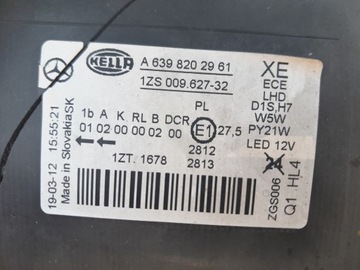 HELLA
A 639 820 29 61
1ZS 009.627-32
XE
ECE
LHD
D1S,H7
W5W
PY21W
LED 12V
24
PL
1b A K RL B DCR
01 02 00 00 02 00
E1 27,5
2812
2813
1ZT. 1678
19-03-12 15:55:21
Made in SlovakiaSK
ZGS006
Q1 HL4